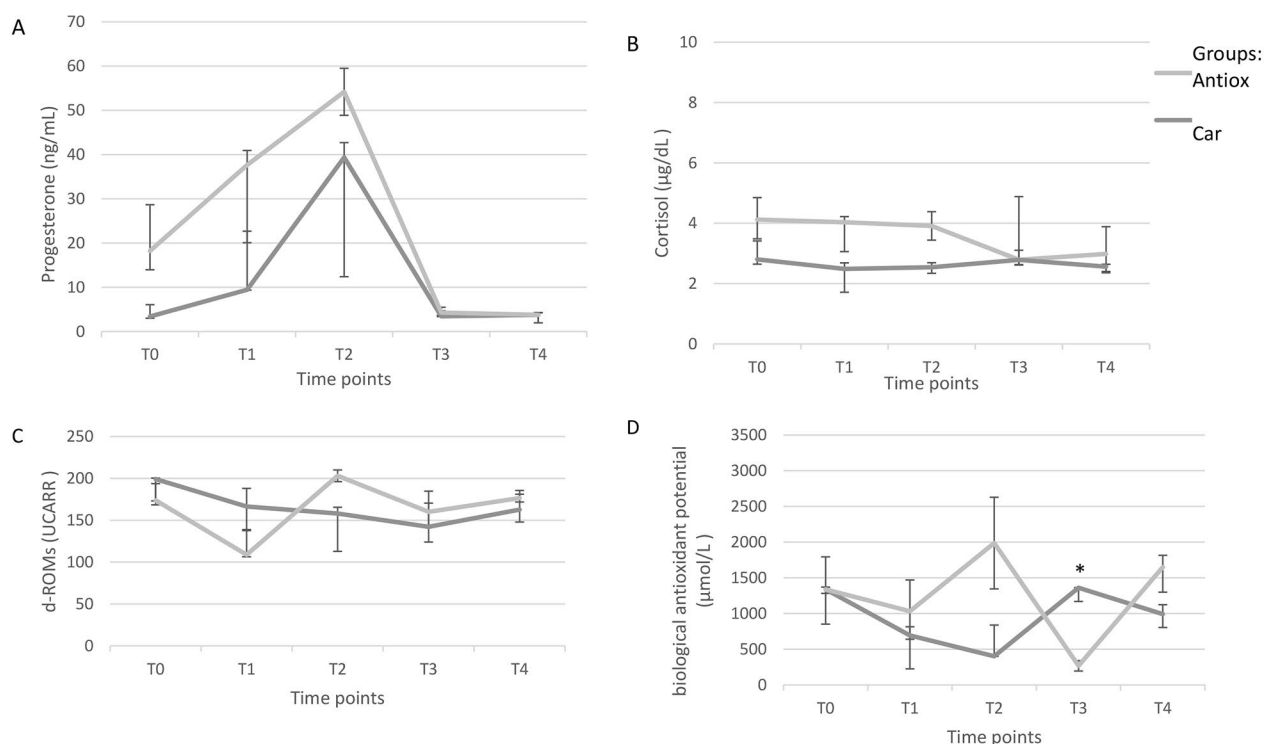 A
70
60
50
40
30
20
10
0
Progesterone (ng/mL)
T0 T1 T2 T3 T4
Time points
B
10
8
6
4
2
0
Cortisol (µg/dL )
T0 T1 T2 T3 T4
Time points
Groups:
Antiox
Car
C
250
200
150
100
50
0
d-ROMs (UCARR )
T0 T1 T2 T3 T4
Time points
D
3500
3000
2500
2000
1500
1000
500
0
biological antioxidant potential
(µmol/L )
*
T0 T1 T2 T3 T4
Time points